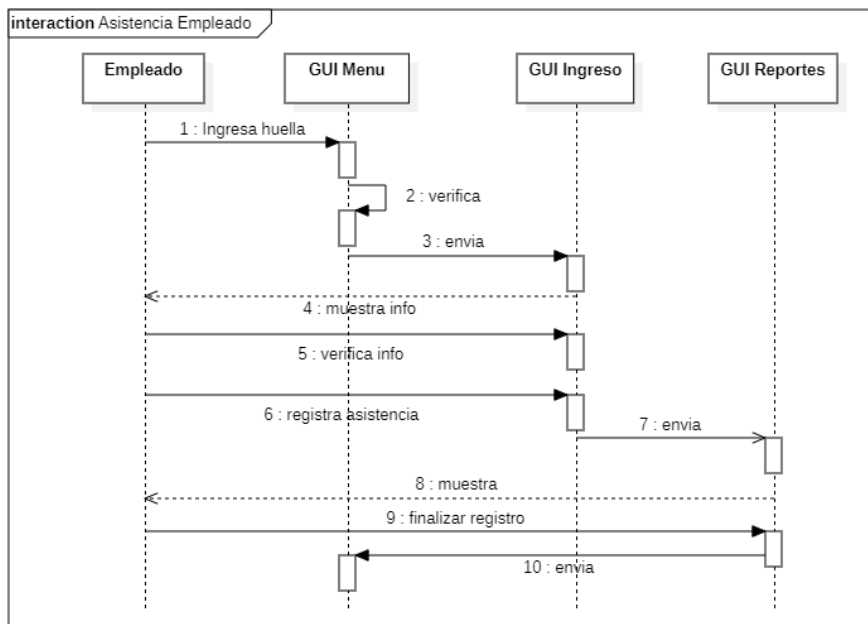 interaction Asistencia Empleado
Empleado
GUI Menu
GUI Ingreso
GUI Reportes
1 : Ingresa huella
2 : verifica
3 : envia
4 : muestra info
5 : verifica info
6 : registra asistencia
7 : envia
8 : muestra
9 : finalizar registro
10 : envia